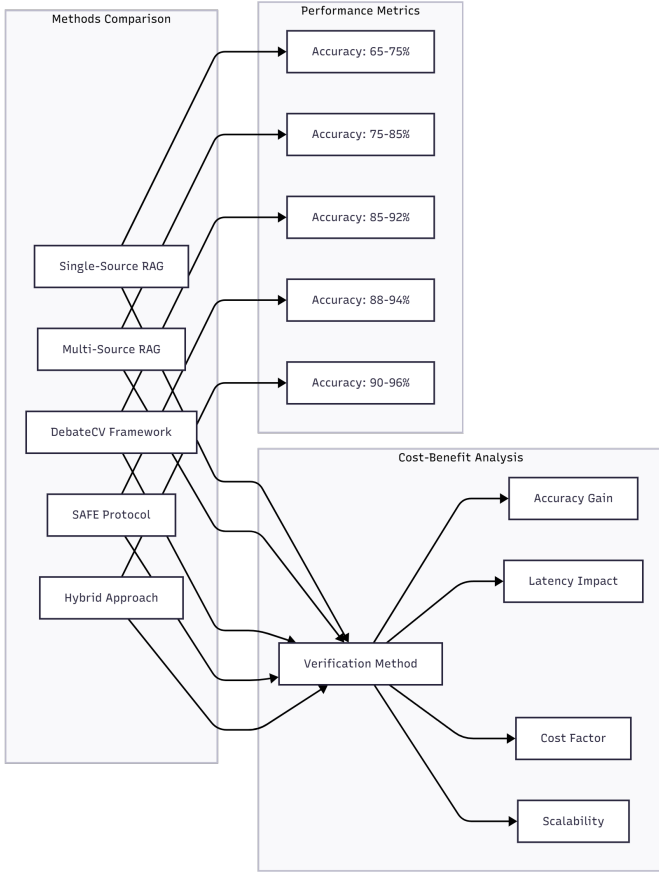 Methods Comparison
Single-Source RAG
Multi-Source RAG
DebateCV Framework
SAFE Protocol
Hybrid Approach
Performance Metrics
Accuracy: 65-75%
Accuracy: 75-85%
Accuracy: 85-92%
Accuracy: 88-94%
Accuracy: 90-96%
Cost-Benefit Analysis
Verification Method
Accuracy Gain
Latency Impact
Cost Factor
Scalability